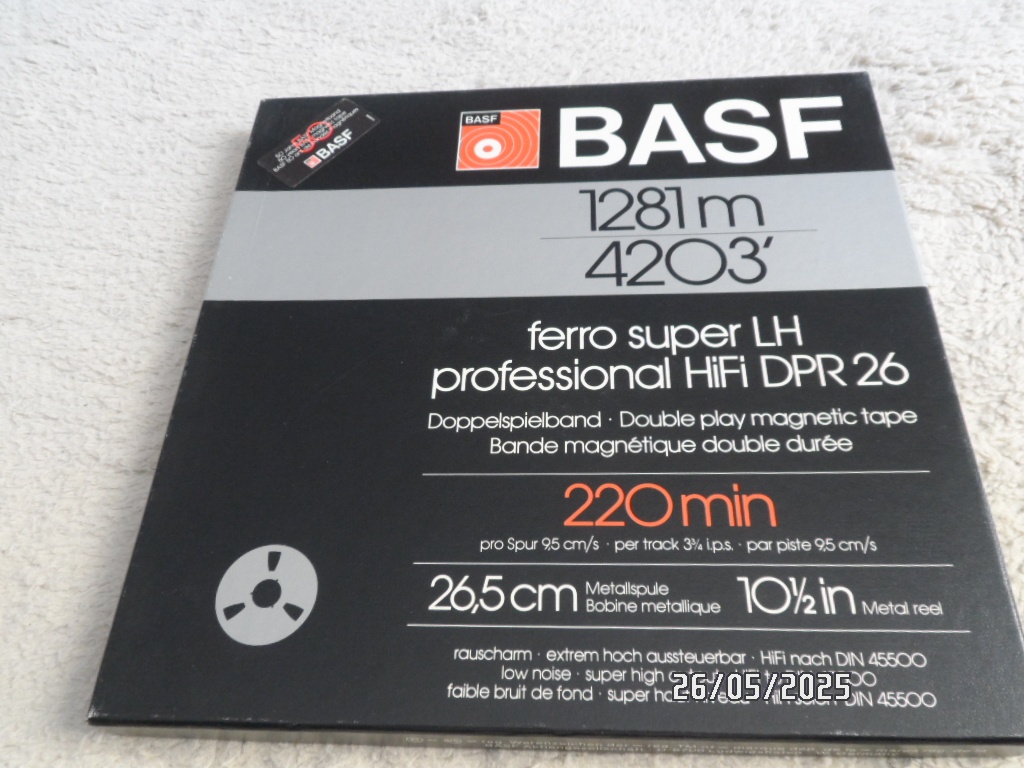 50
BASF
BASF
BASF
1281 m
4203'
ferro super LH
professional HiFi DPR 26
Doppelspielband · Double play magnetic tape
Bande magnétique double durée
220 min
pro Spur 9,5 cm/s · per track 3¾ i.p.s. · par piste 9,5 cm/s
26,5 cm Metallspule 10½ in Metal reel
Bobine metallique
rauscharm · extrem hoch aussteuerbar · HiFi nach DIN 45500
low noise · super high
faible bruit de fond · super DIN 45500
26/05/2025